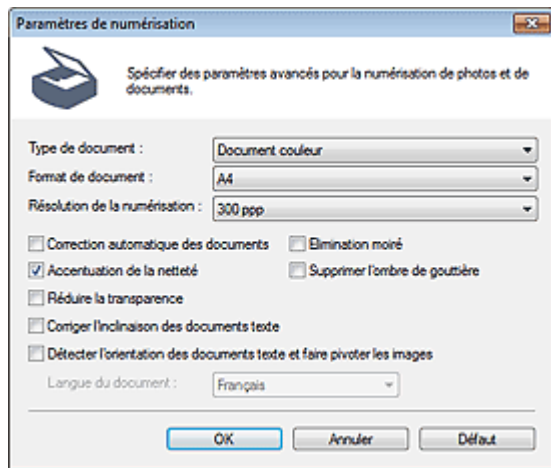 Paramètres de numérisation
Spécifier des paramètres avancés pour la numérisation de photos et de
documents.
Type de document : Document couleur
Format de document : A4
Résolution de la numérisation : 300 ppp
Correction automatique des documents Elimination moiré
Accentuation de la netteté Supprimer l'ombre de gouttière
Réduire la transparence
Corriger l'inclinaison des documents texte
Détecter l'orientation des documents texte et faire pivoter les images
Langue du document : Français
OK Annuler Défaut